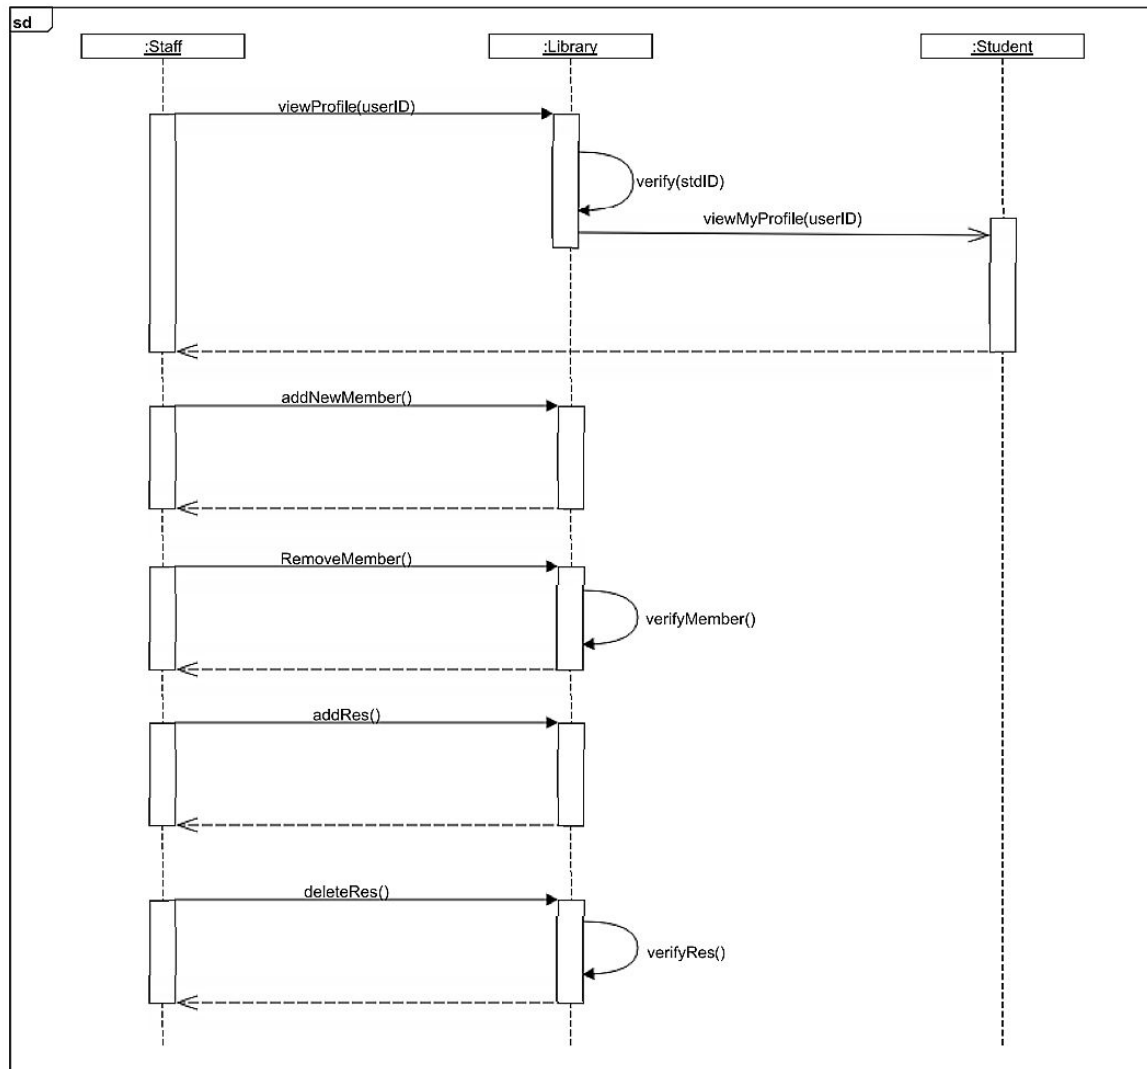 sd
:Staff
:Library
:Student
viewProfile(userID)
verify(stdID)
viewMyProfile(userID)
addNewMember()
RemoveMember()
verifyMember()
addRes()
deleteRes()
verifyRes()